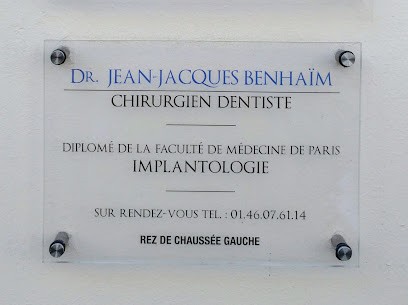 DR. JEAN-JACQUES BENHAÏM
CHIRURGIEN DENTISTE
DIPLOMÉ DE LA FACULTÉ DE MÉDECINE DE PARIS
IMPLANTOLOGIE
SUR RENDEZ-VOUS TEL : 01.46.07.61.14
REZ DE CHAUSSÉE GAUCHE